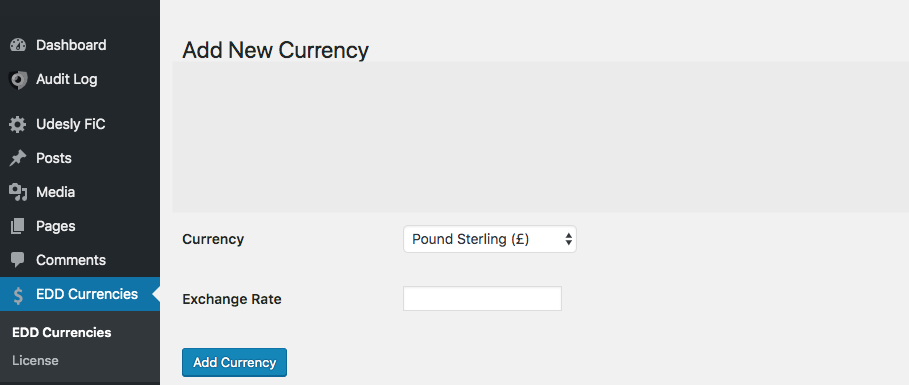 Dashboard
Audit Log
Udesly FiC
Posts
Media
Pages
Comments
EDD Currencies
EDD Currencies
License
Add New Currency
Currency
Pound Sterling (£)
Exchange Rate
Add Currency